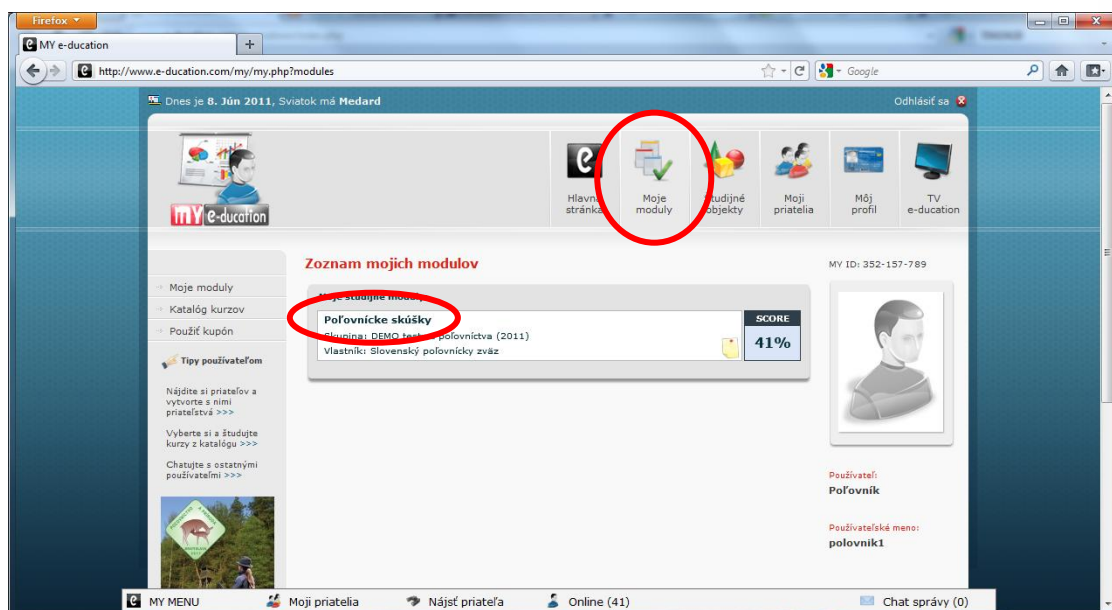 Firefox
MY e-ducation
http://www.e-ducation.com/my/my.php?modules
Google
Dnes je 8. Jún 2011, Sviatok má Medard
Odhlásiť sa
MY e-ducation
Hlavná stránka
Moje moduly
Študijné objekty
Moji priatelia
Môj profil
TV e-ducation
Moje moduly
Katalóg kurzov
Použiť kupón
Tipy používateľom
Nájdite si priateľov a
vytvorte s nimi
priateľstvá >>>
Vyberte si a študujte
kurzy z katalógu >>>
Chatujte s ostatnými
používateľmi >>>
Zoznam mojich modulov
Moje študijné moduly
Poľovnícke skúšky
Skupina: DEMO poľovníctva (2011)
Vlastník: Slovenský poľovnícky zväz
SCORE
41%
MY ID: 352-157-789
Používateľ:
Poľovník
Používateľské meno:
polovnik1
MY MENU
Moji priatelia
Nájsť priateľa
Online (41)
Chat správy (0)